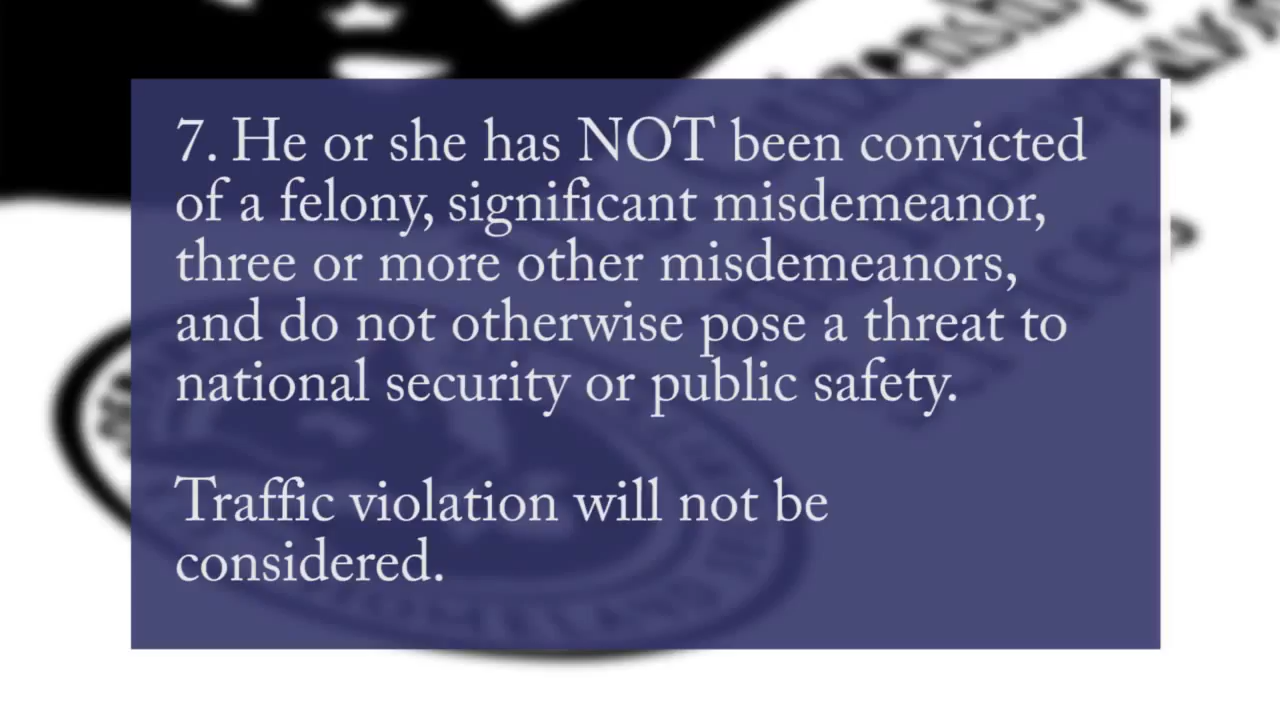 7. He or she has NOT been convicted
of a felony, significant misdemeanor,
three or more other misdemeanors,
and do not otherwise pose a threat to
national security or public safety.
Traffic violation will not be
considered.